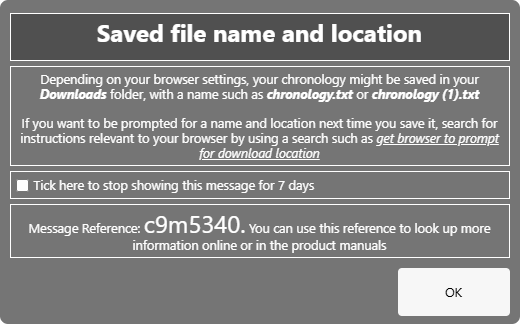 Saved file name and location
Depending on your browser settings, your chronology might be saved in your
Downloads folder, with a name such as chronology.txt or chronology (1).txt
If you want to be prompted for a name and location next time you save it, search for
instructions relevant to your browser by using a search such as get browser to prompt
for download location
Tick here to stop showing this message for 7 days
Message Reference: c9m5340. You can use this reference to look up more
information online or in the product manuals
OK